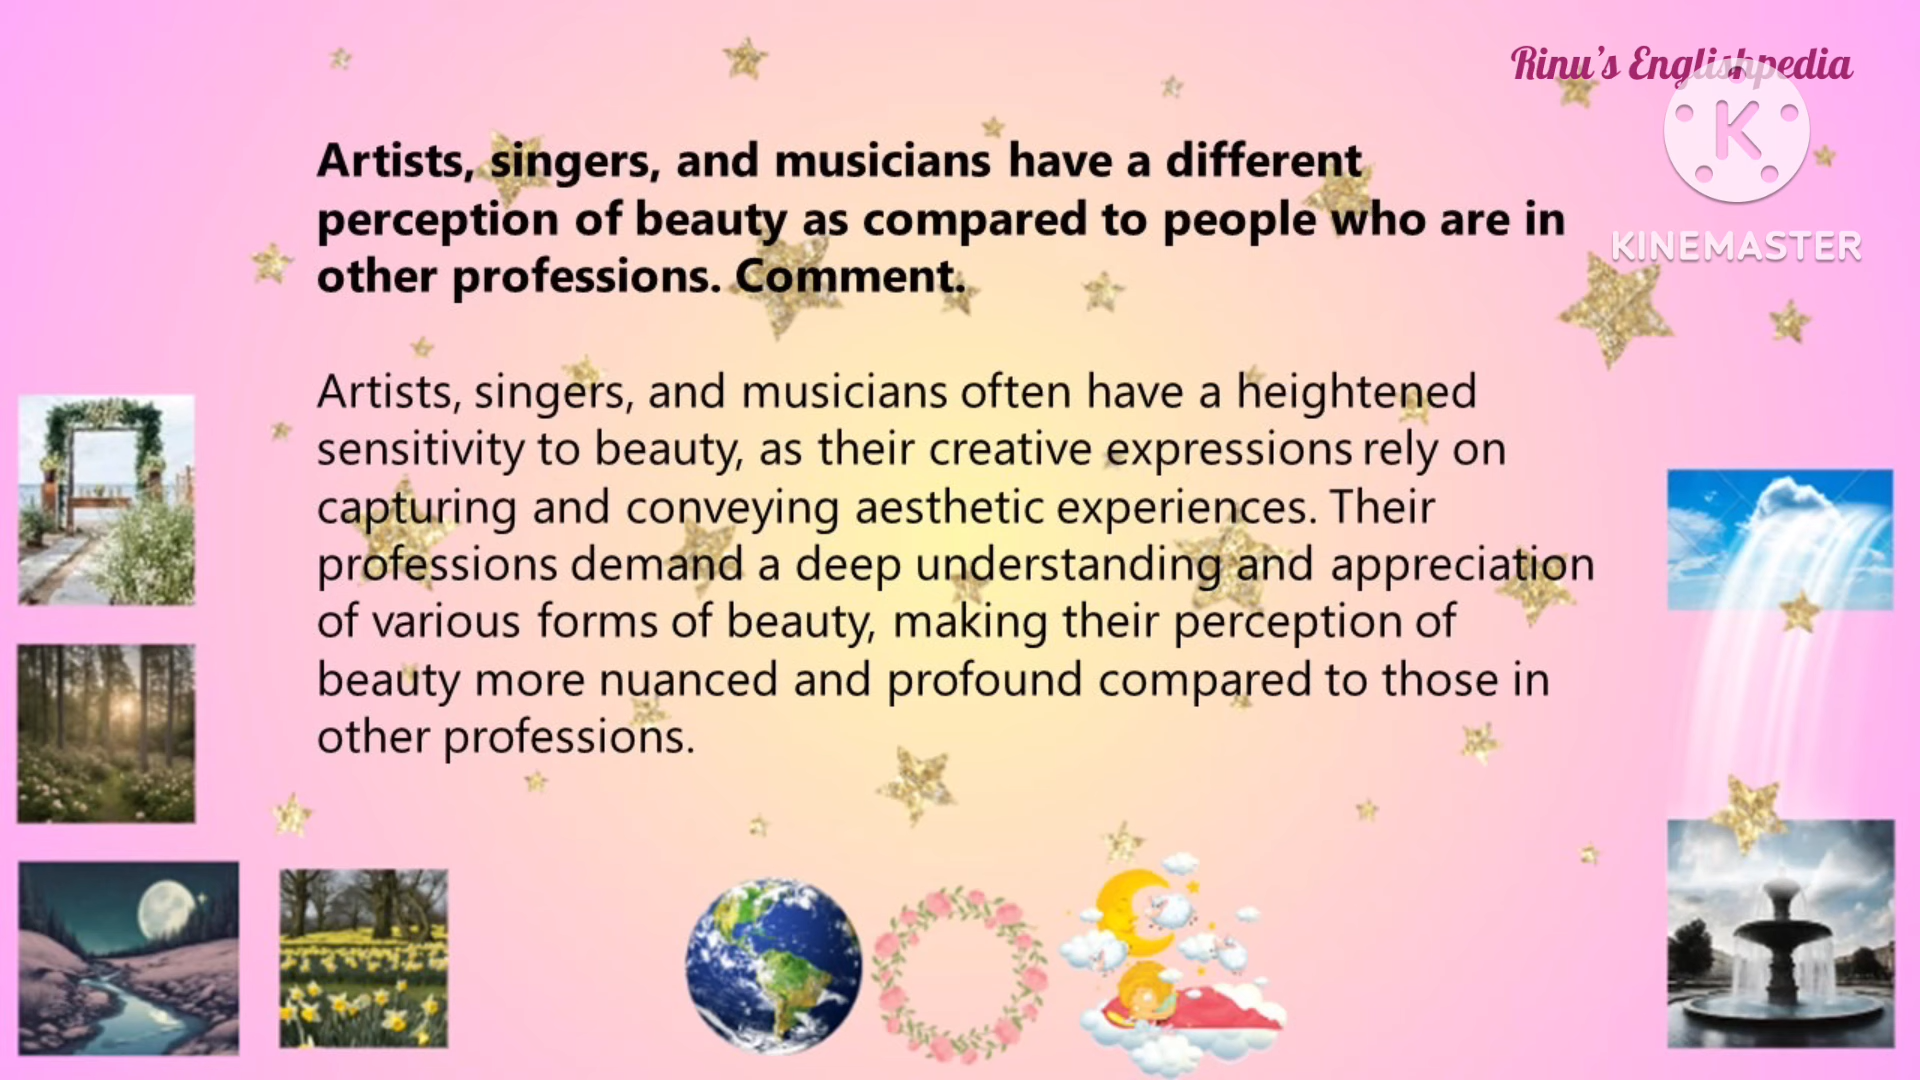 Rinu's Englishpedia
K
KINEMASTER
Artists, singers, and musicians have a different
perception of beauty as compared to people who are in
other professions. Comment.
Artists, singers, and musicians often have a heightened
sensitivity to beauty, as their creative expressions rely on
capturing and conveying aesthetic experiences. Their
professions demand a deep understanding and appreciation
of various forms of beauty, making their perception of
beauty more nuanced and profound compared to those in
other professions.